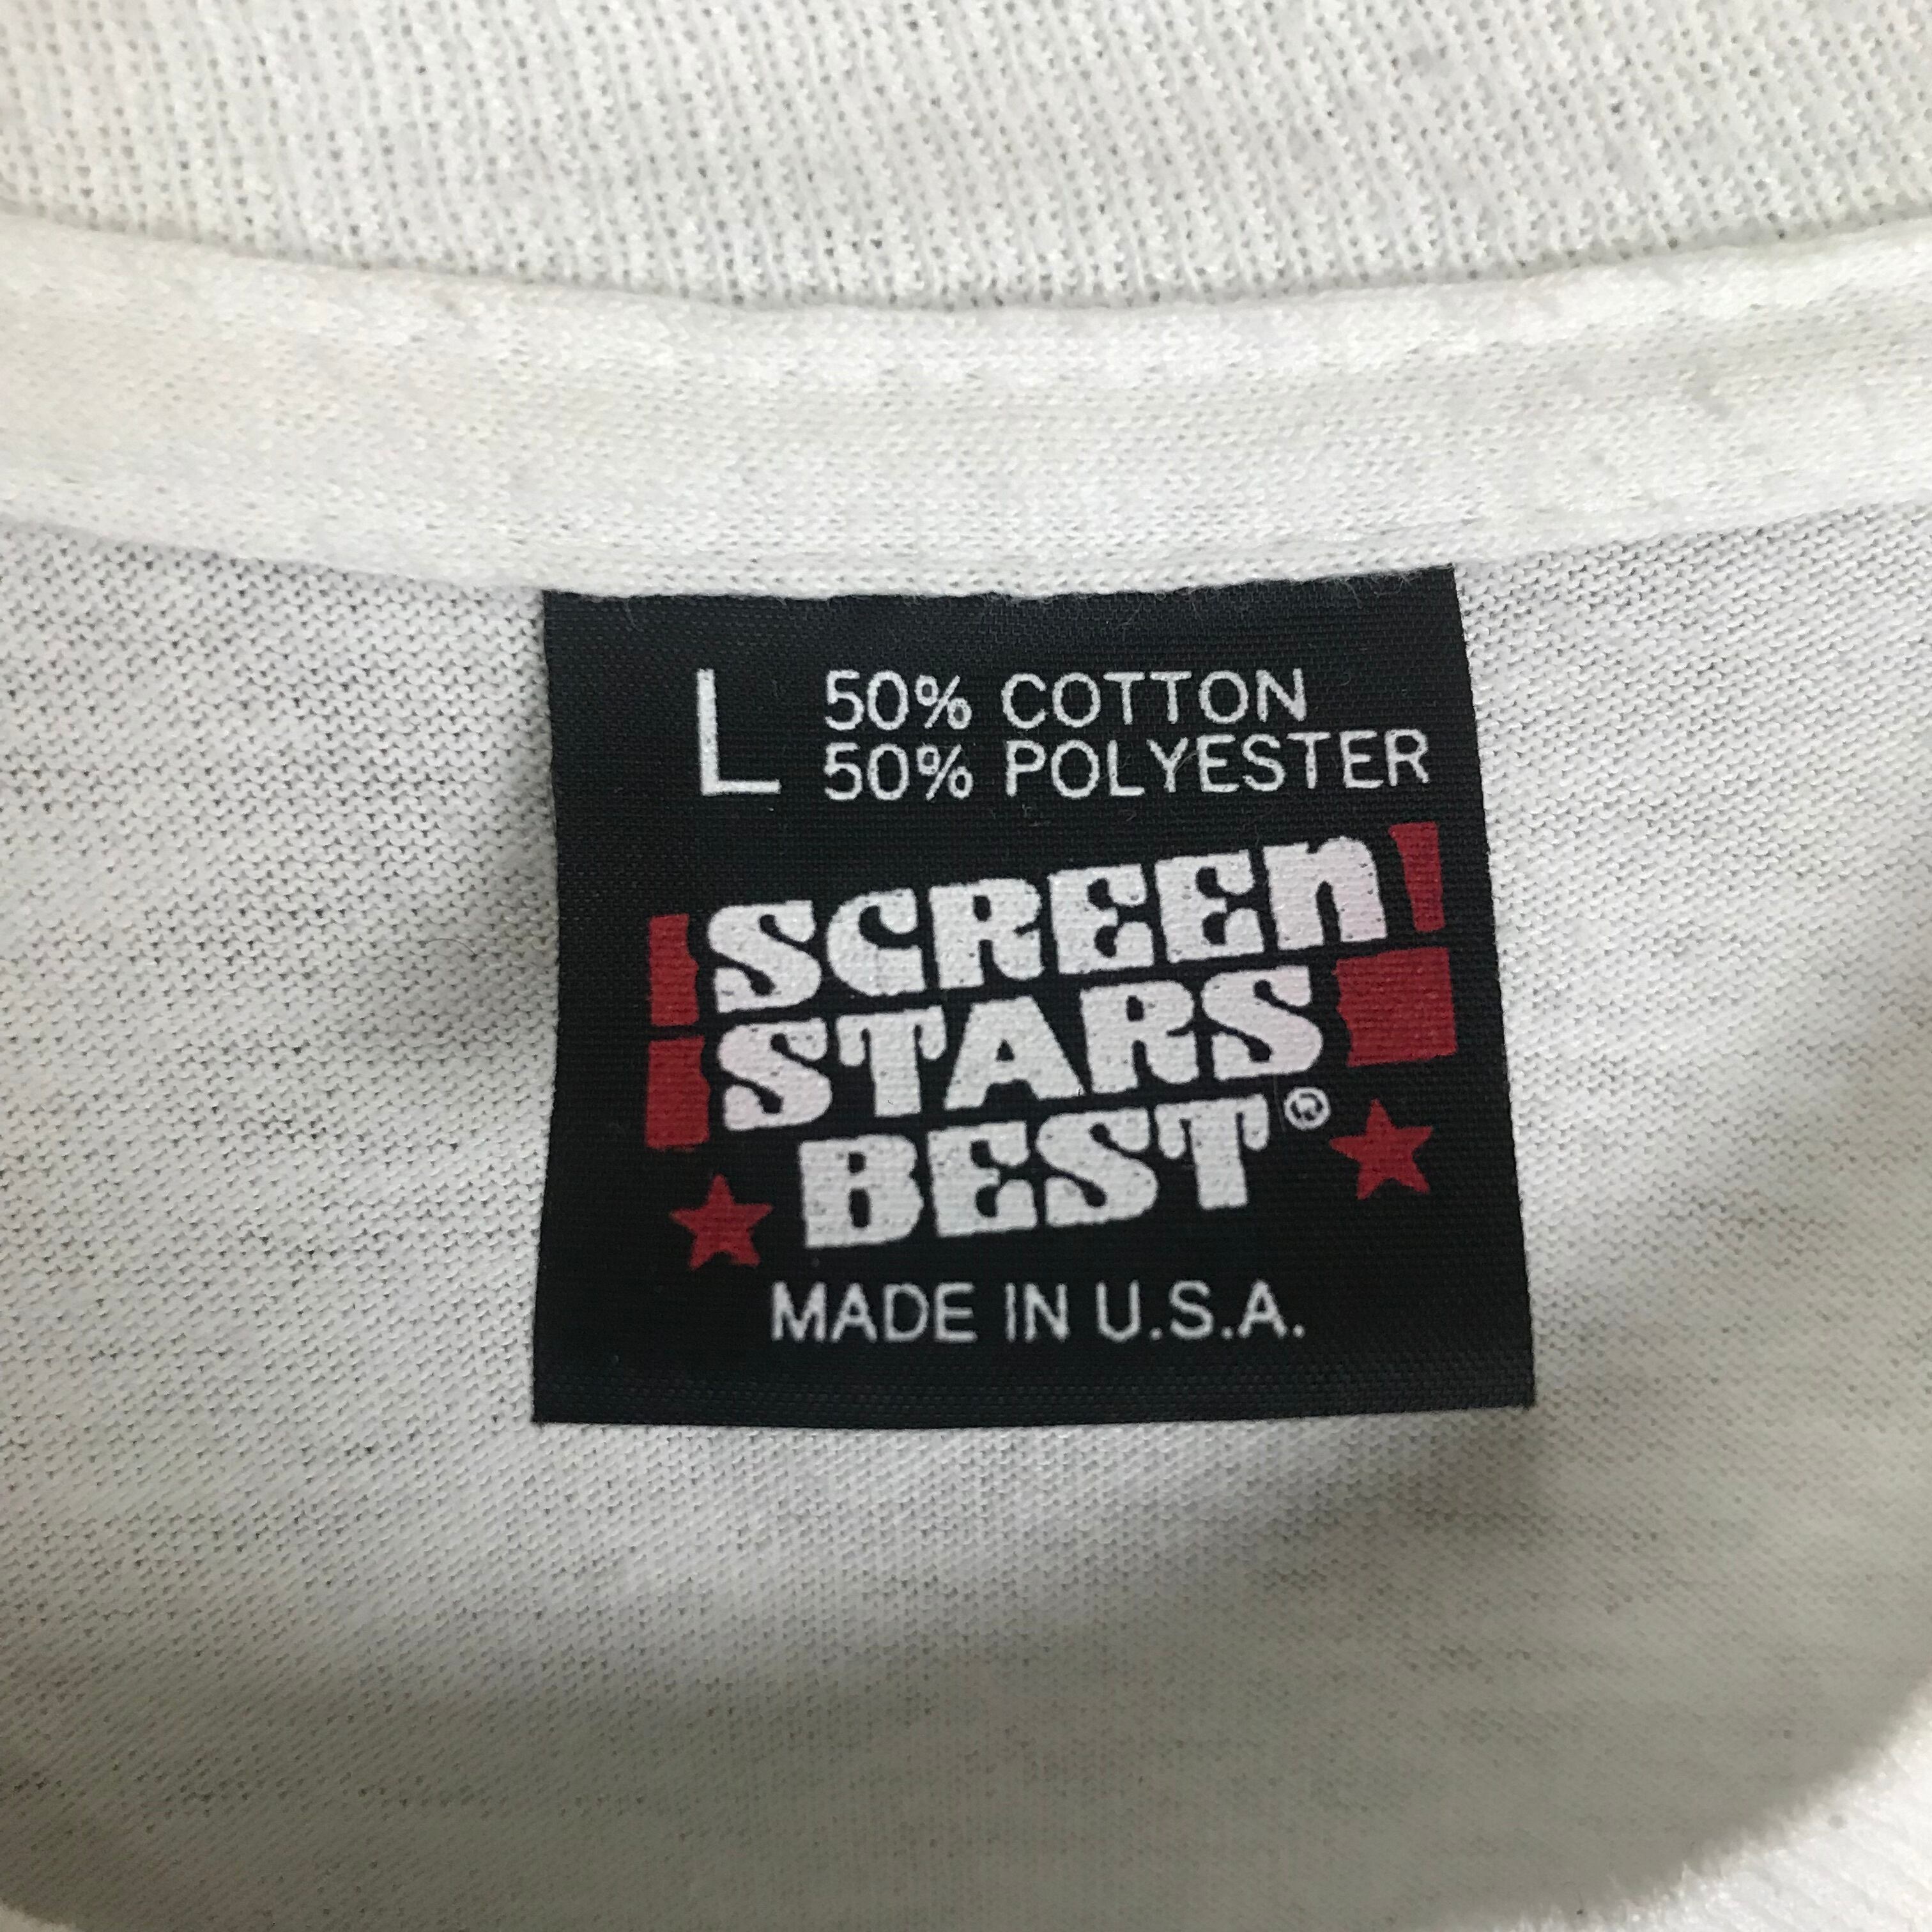 L 50% COTTON
50% POLYESTER
SCREEn
STARS
BEST®
MADE IN U.S.A.